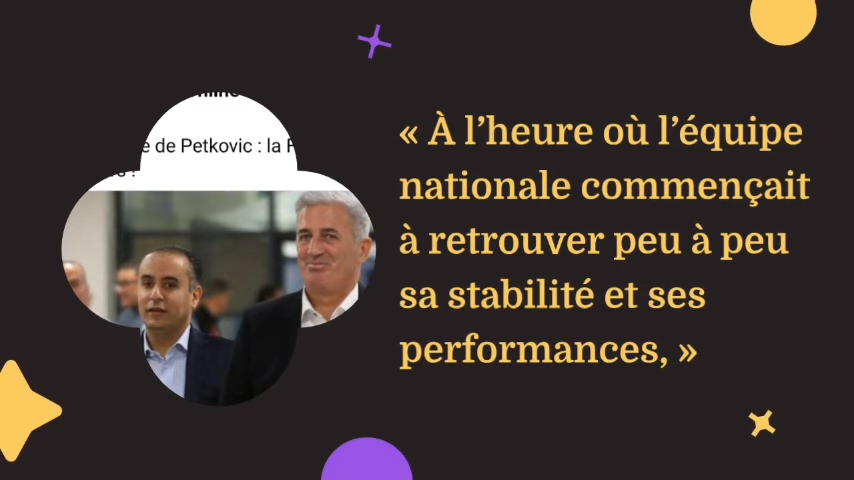 de Petkovic : la
« À l’heure où l’équipe
nationale commençait
à retrouver peu à peu
sa stabilité et ses
performances, »